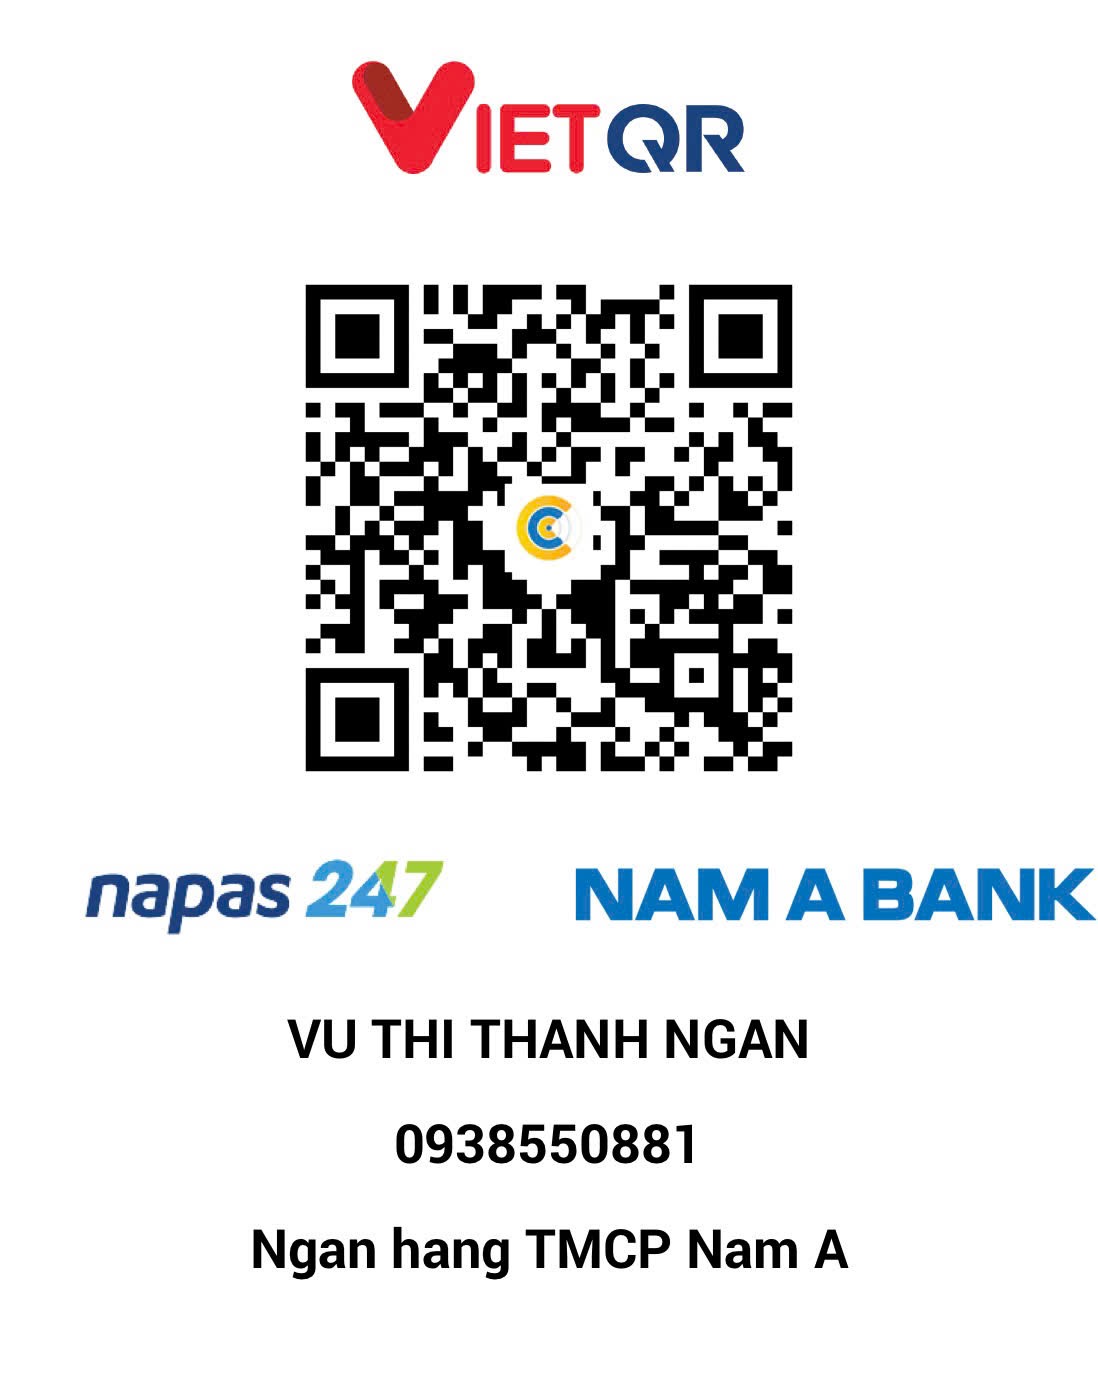 VIETQR
napas 247
NAM A BANK
VU THI THANH NGAN
0938550881
Ngan hang TMCP Nam A